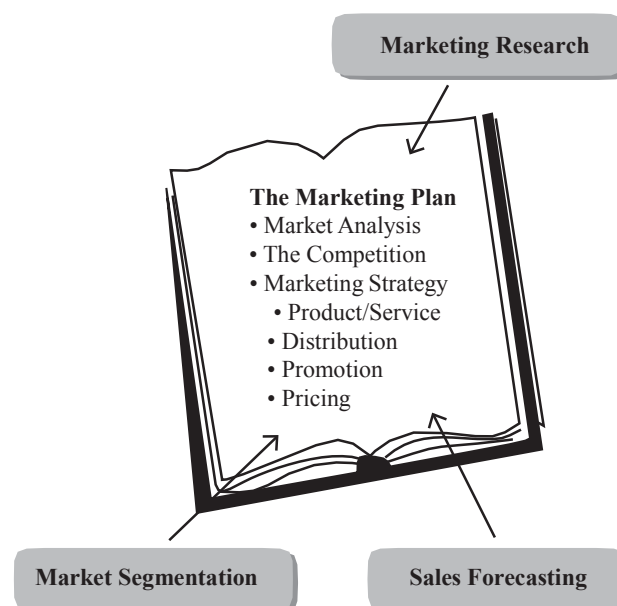 Marketing Research
The Marketing Plan
• Market Analysis
• The Competition
• Marketing Strategy
• Product/Service
• Distribution
• Promotion
• Pricing
Market Segmentation
Sales Forecasting